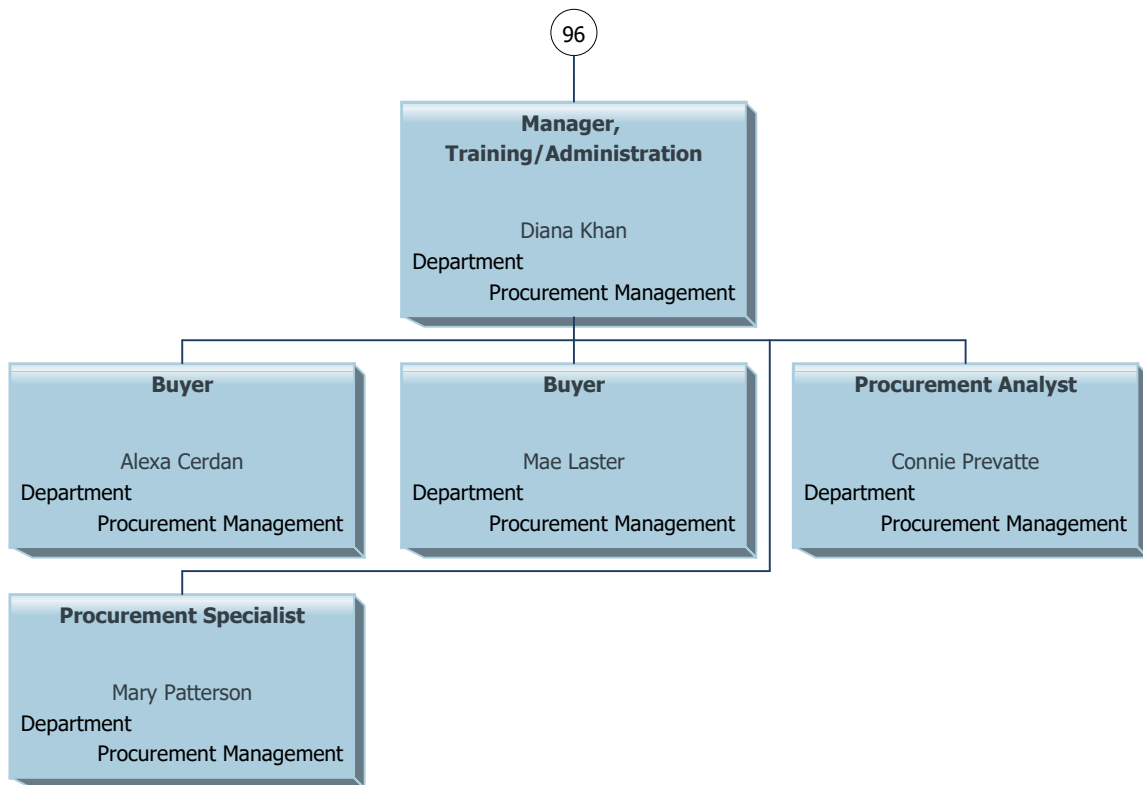 96
Manager,
Training/Administration
Diana Khan
Department
Procurement Management
Buyer
Alexa Cerdan
Department
Procurement Management
Buyer
Mae Laster
Department
Procurement Management
Procurement Analyst
Connie Prevatte
Department
Procurement Management
Procurement Specialist
Mary Patterson
Department
Procurement Management